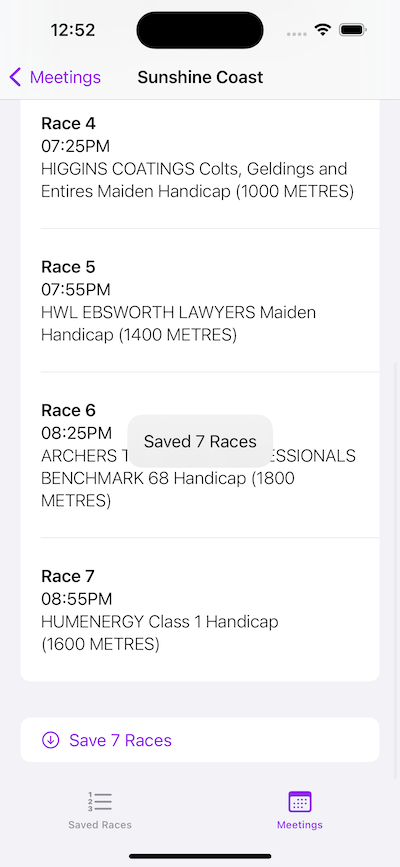 12:52
Meetings
Sunshine Coast
Race 4
07:25PM
HIGGINS COATINGS Colts, Geldings and
Entires Maiden Handicap (1000 METRES)
Race 5
07:55PM
HWL EBSWORTH LAWYERS Maiden
Handicap (1400 METRES)
Race 6
08:25PM
Saved 7 Races
ARCHERS T ESSIONALS
BENCHMARK 68 Handicap (1800
METRES)
Race 7
08:55PM
HUMENERGY Class 1 Handicap
(1600 METRES)
Save 7 Races
1
2
3
Saved Races
Meetings